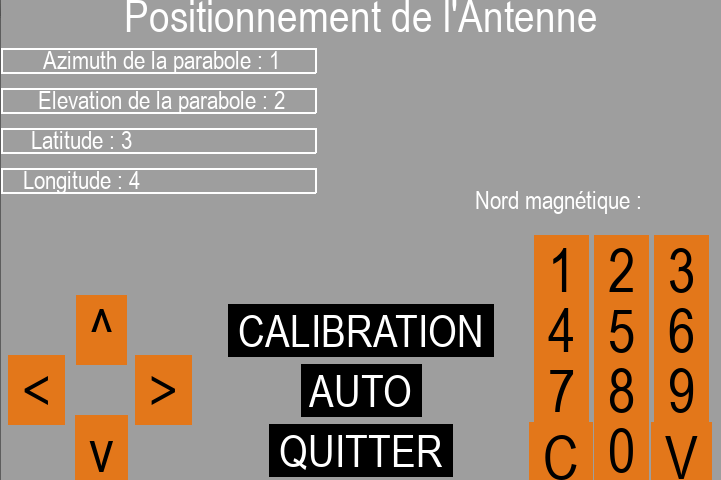 Positionnement de l'Antenne
Azimuth de la parabole : 1
Elevation de la parabole : 2
Latitude : 3
Longitude : 4
Nord magnétique :
1 2 3
^ CALIBRATION 4 5 6
< > AUTO 7 8 9
v QUITTER C 0 V